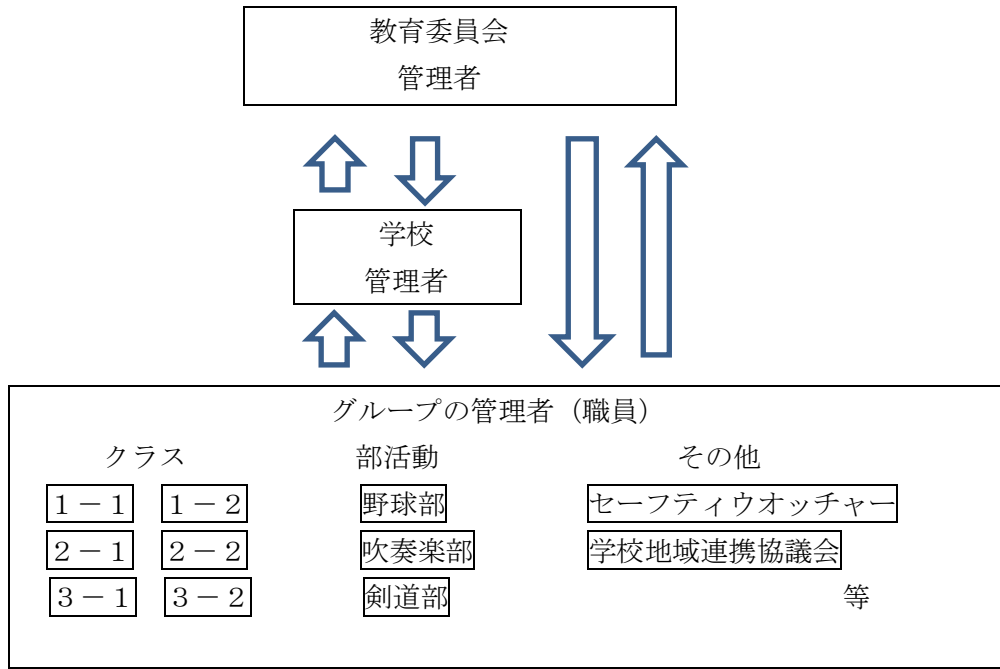 教育委員会
管理者
学校
管理者
グループの管理者（職員）
クラス 部活動 その他
１－１ １－２ 野球部 セーフティウオッチャー
２－１ ２－２ 吹奏楽部 学校地域連携協議会
３－１ ３－２ 剣道部 等